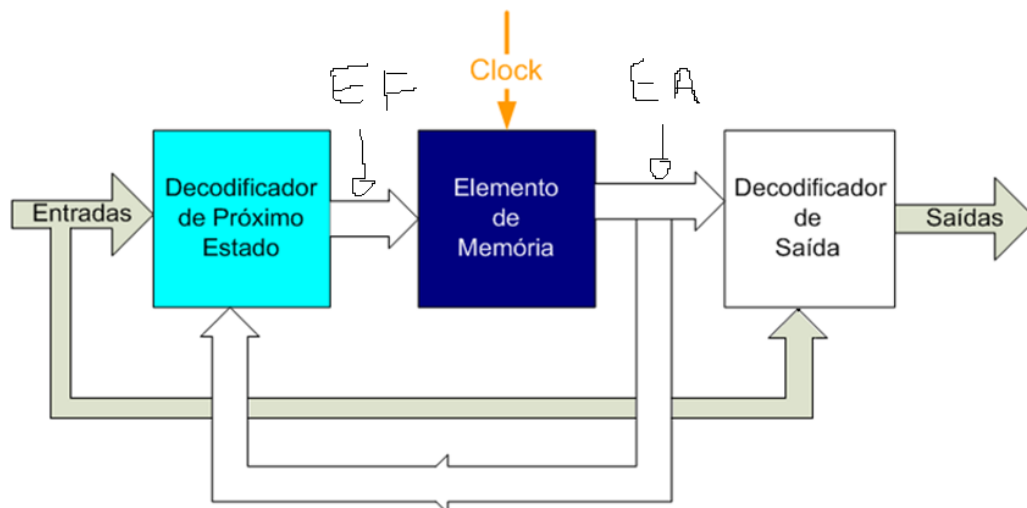 Clock
EF
EA
Entradas
Decodificador
de Próximo
Estado
Elemento
de
Memória
Decodificador
de
Saída
Saídas